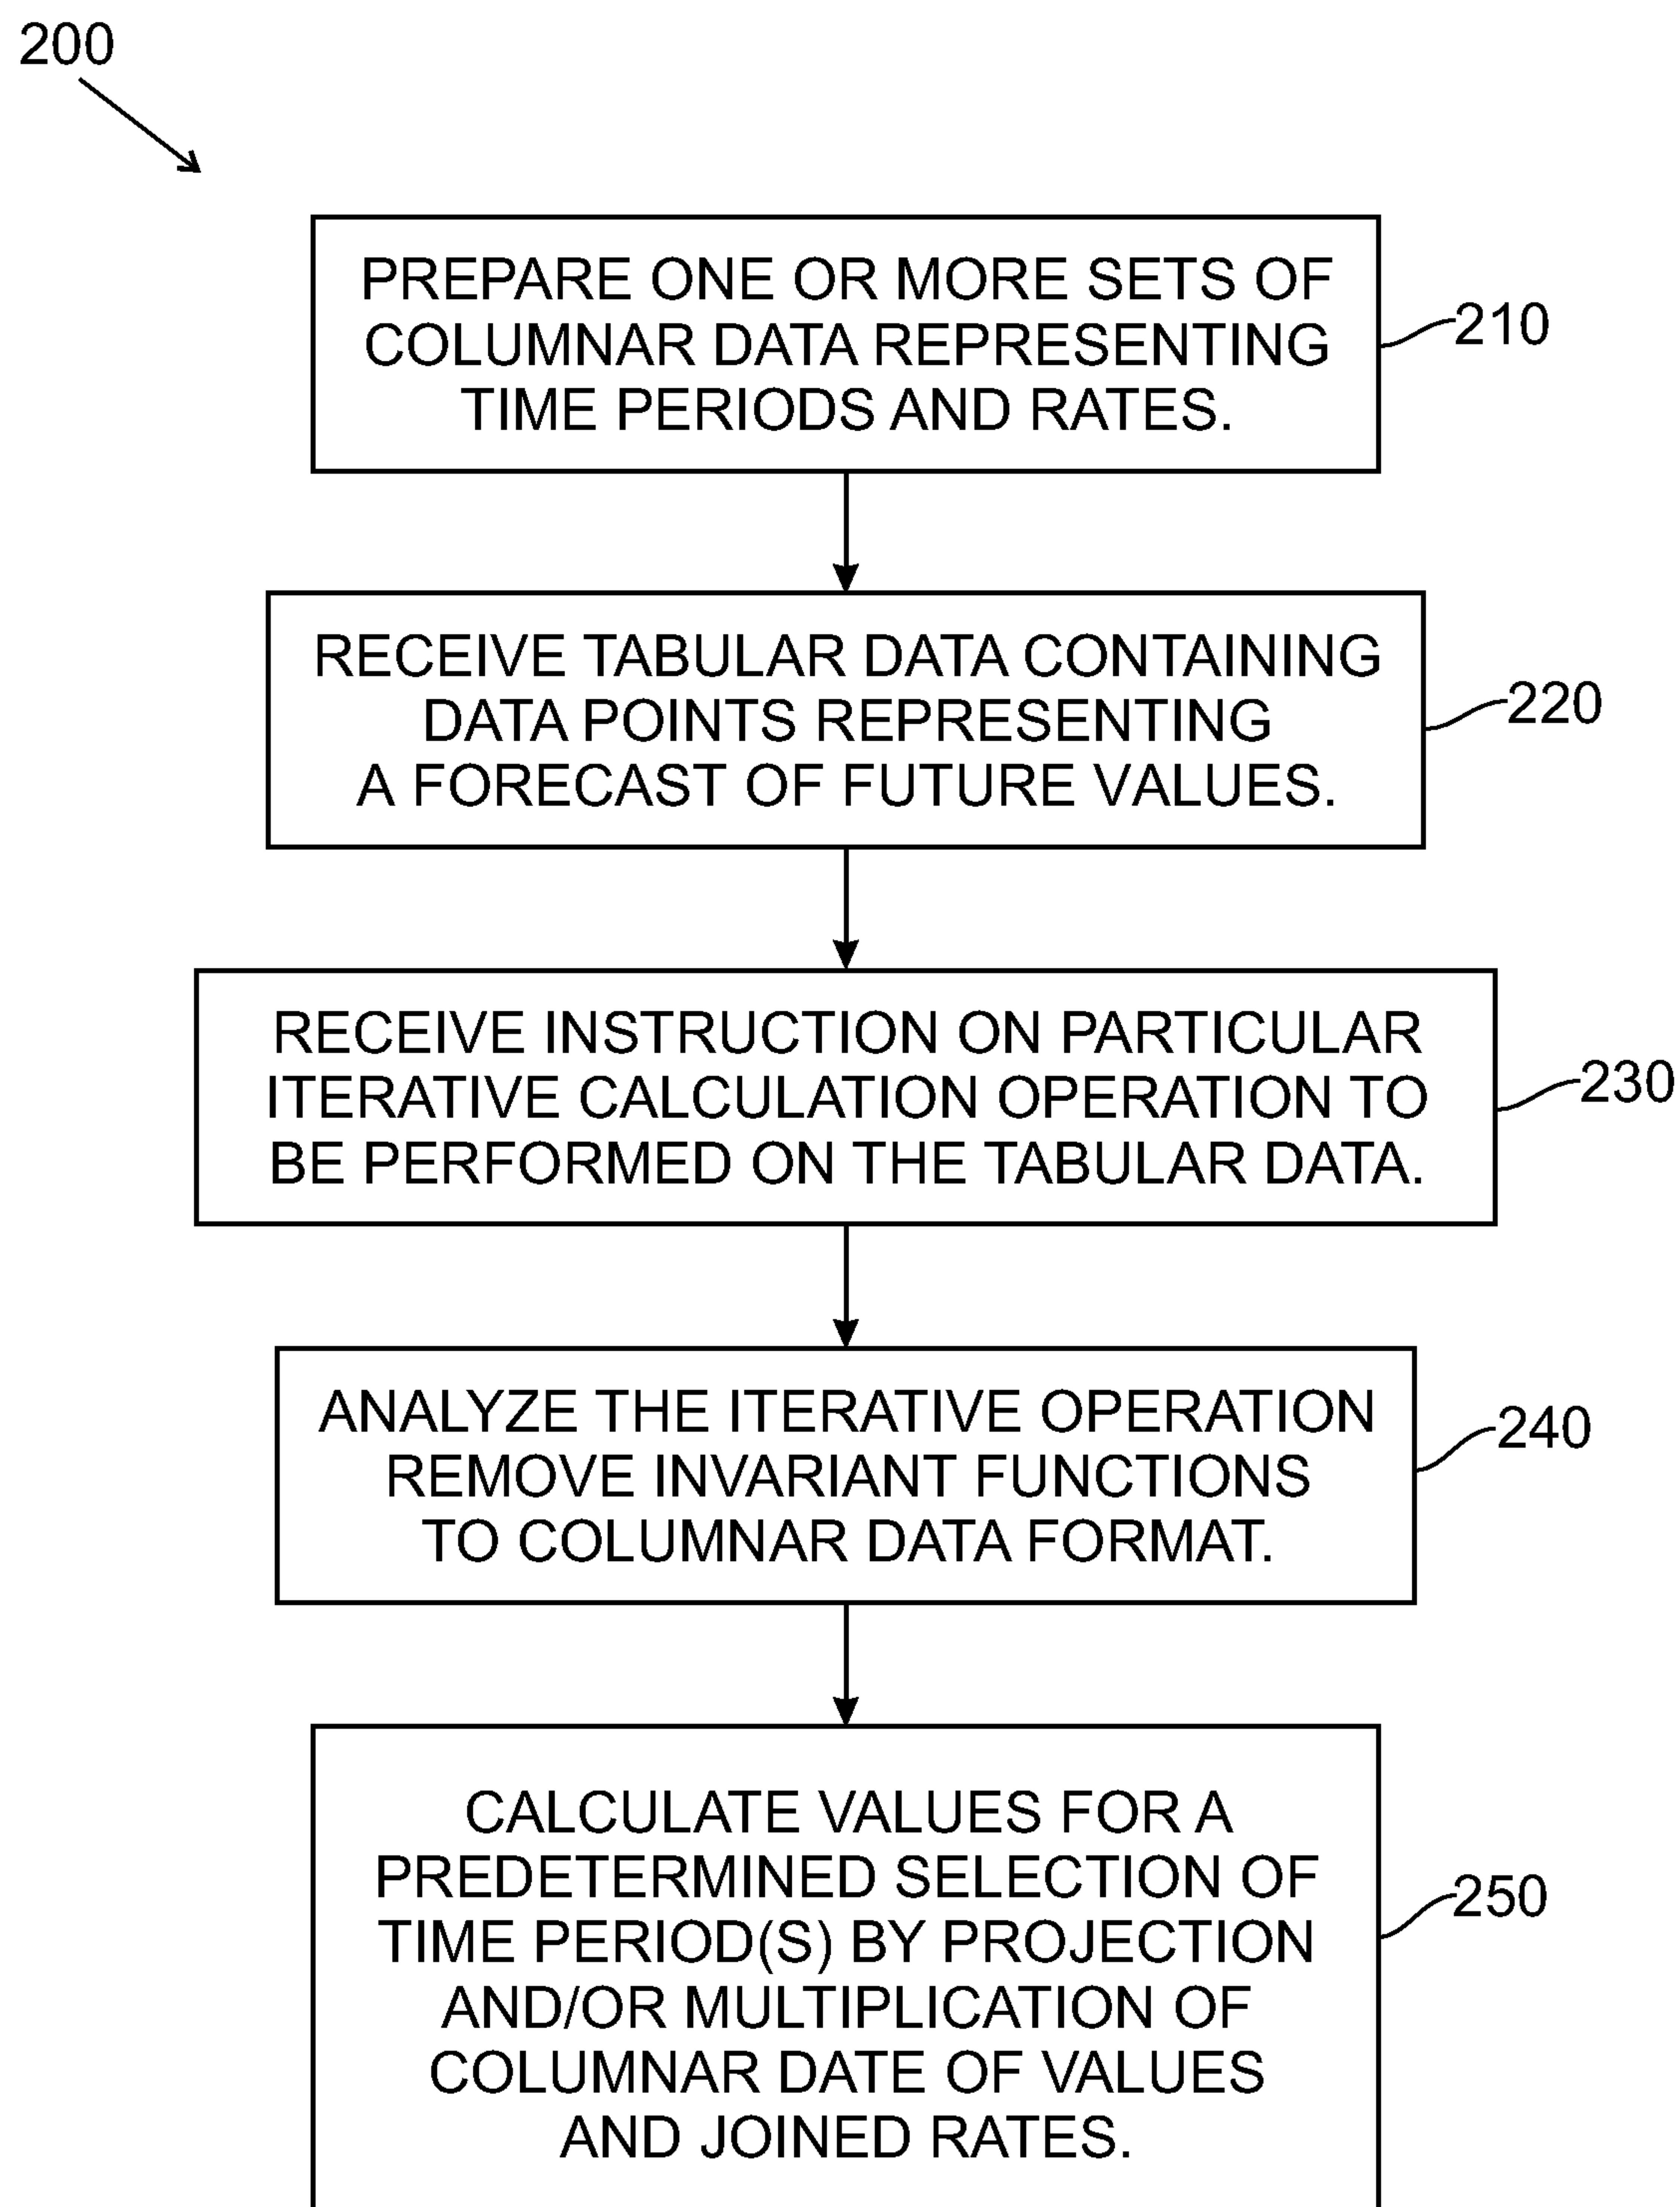 200
PREPARE ONE OR MORE SETS OF
COLUMNAR DATA REPRESENTING
TIME PERIODS AND RATES.
210
RECEIVE TABULAR DATA CONTAINING
DATA POINTS REPRESENTING
A FORECAST OF FUTURE VALUES.
220
RECEIVE INSTRUCTION ON PARTICULAR
ITERATIVE CALCULATION OPERATION TO
BE PERFORMED ON THE TABULAR DATA.
230
ANALYZE THE ITERATIVE OPERATION
REMOVE INVARIANT FUNCTIONS
TO COLUMNAR DATA FORMAT.
240
CALCULATE VALUES FOR A
PREDETERMINED SELECTION OF
TIME PERIOD(S) BY PROJECTION
AND/OR MULTIPLICATION OF
COLUMNAR DATE OF VALUES
AND JOINED RATES.
250